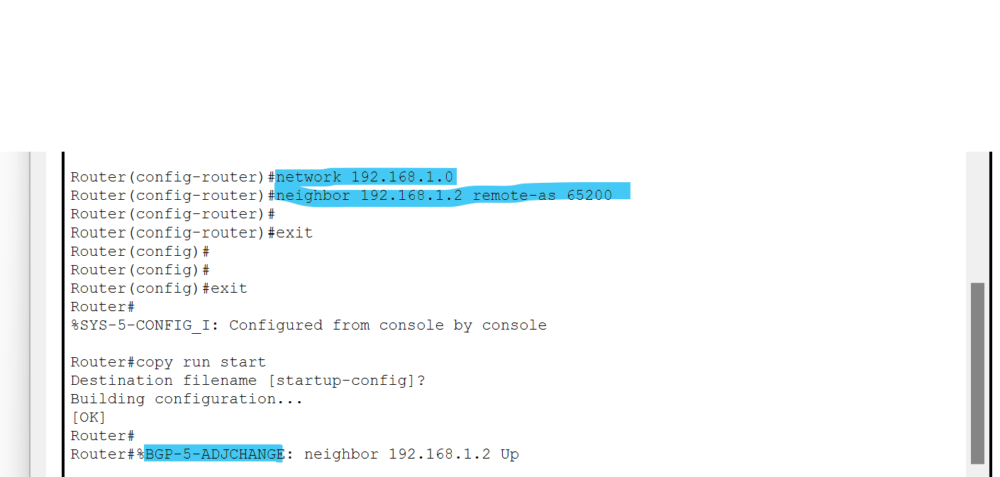 Router(config-router)#network 192.168.1.0
Router(config-router)#neighbor 192.168.1.2 remote-as 65200
Router(config-router)#
Router(config-router)#exit
Router(config)#
Router(config)#
Router(config)#exit
Router#
%SYS-5-CONFIG_I: Configured from console by console
Router#copy run start
Destination filename [startup-config]?
Building configuration...
[OK]
Router#
Router#%BGP-5-ADJCHANGE: neighbor 192.168.1.2 Up